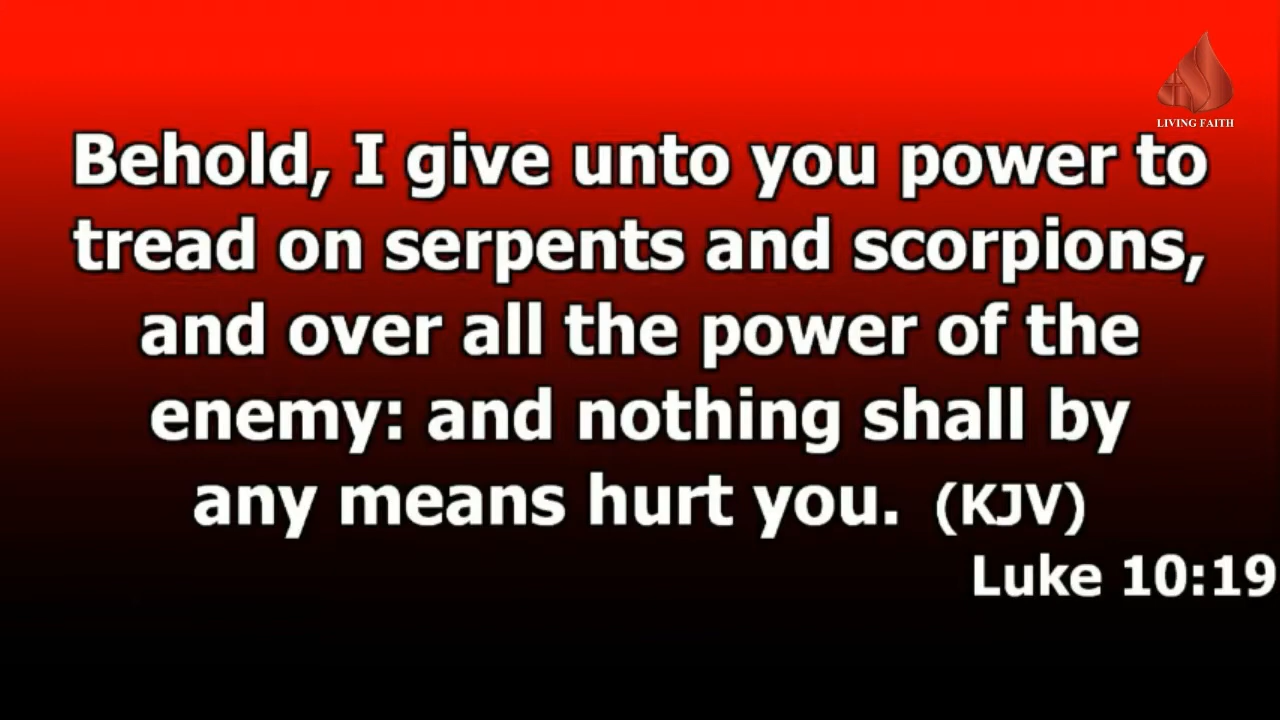 LIVING FAITH
Behold, I give unto you power to
tread on serpents and scorpions,
and over all the power of the
enemy: and nothing shall by
any means hurt you. (KJV)
Luke 10:19